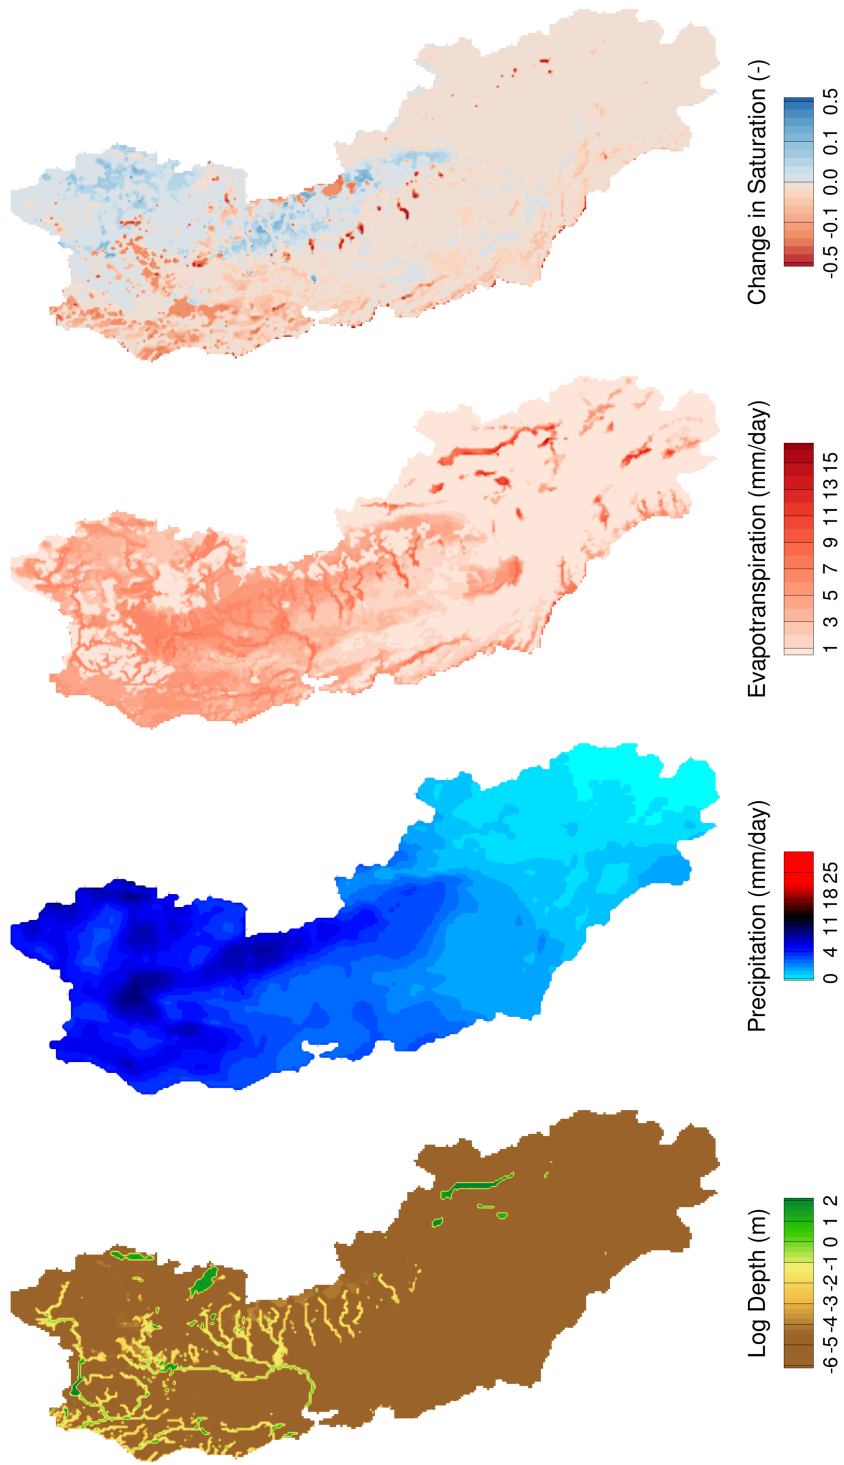 Change in Saturation (-)
-0.5 -0.1 0.0 0.1 0.5
Evapotranspiration (mm/day)
1 3 5 7 9 11 13 15
Precipitation (mm/day)
0 4 11 18 25
Log Depth (m)
-6 -5 -4 -3 -2 -1 0 1 2